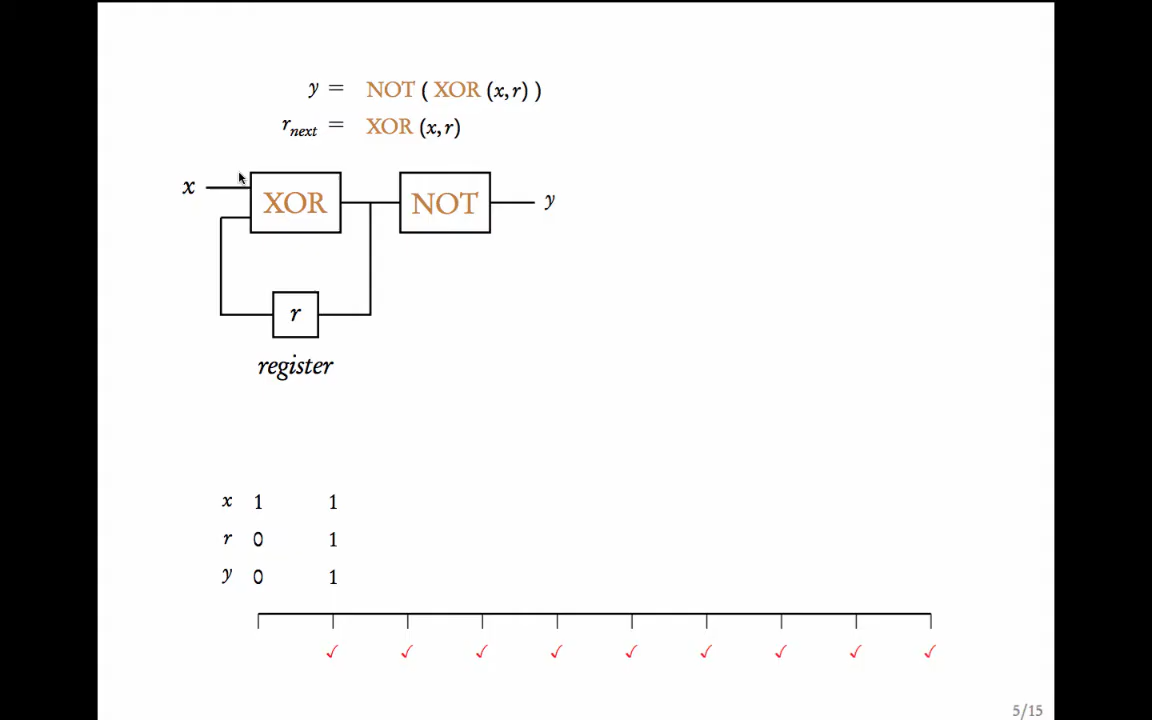 y = NOT ( XOR (x, r) )
r_next = XOR (x, r)
x XOR NOT y
r
register
x 1 1
r 0 1
y 0 1
✓ ✓ ✓ ✓ ✓ ✓ ✓ ✓ ✓
5/15